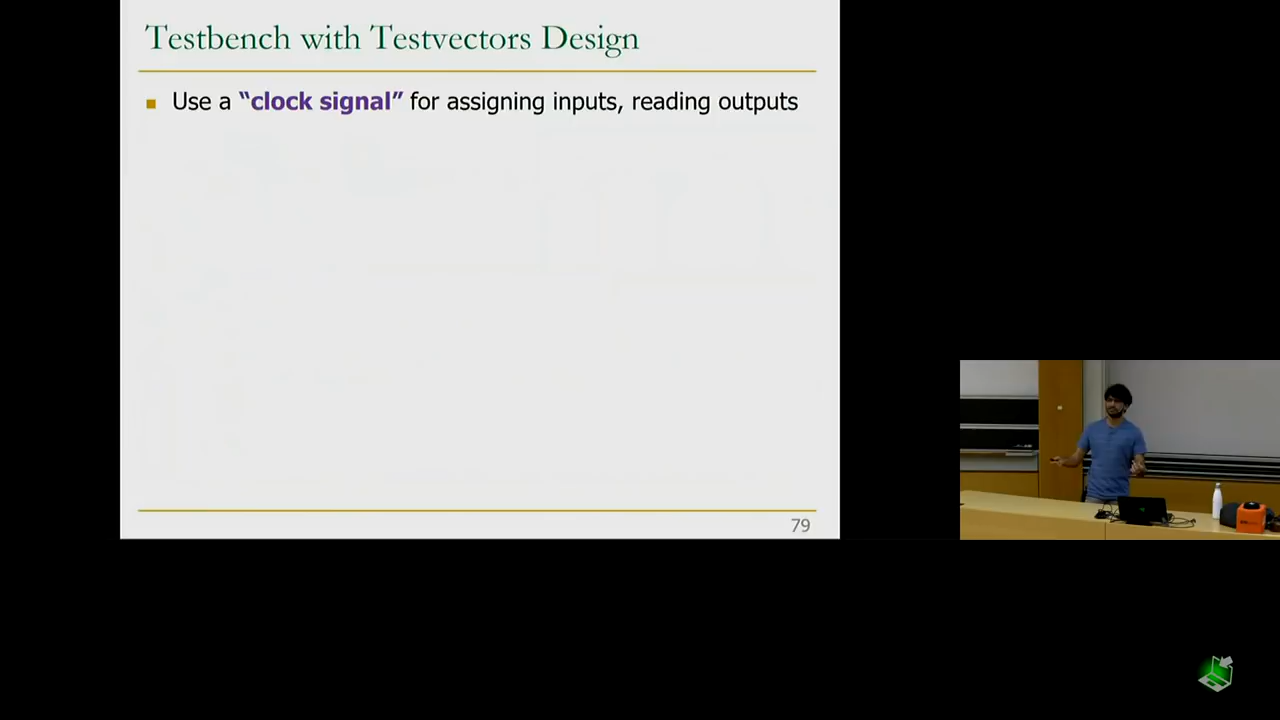 Testbench with Testvectors Design
Use a “clock signal” for assigning inputs, reading outputs
79